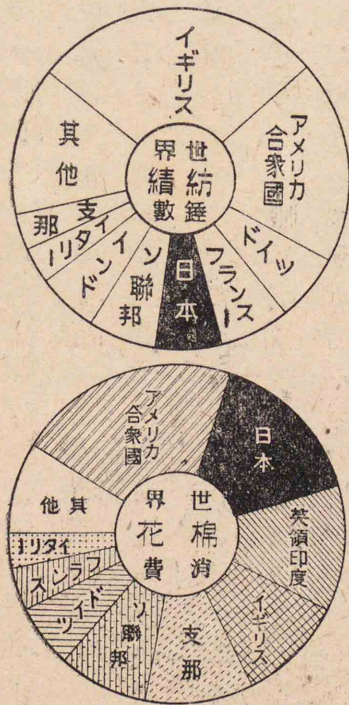 世界紡績錘數
イギリス
アメリカ合衆國
ドイツ
フランス
日本
ソ聯邦
インド
イタリー
支那
其他
世界棉花消費
日本
英領印度
イギリス
支那
ソ聯邦
ドイツ
フランス
イタリー
其他
アメリカ合衆國